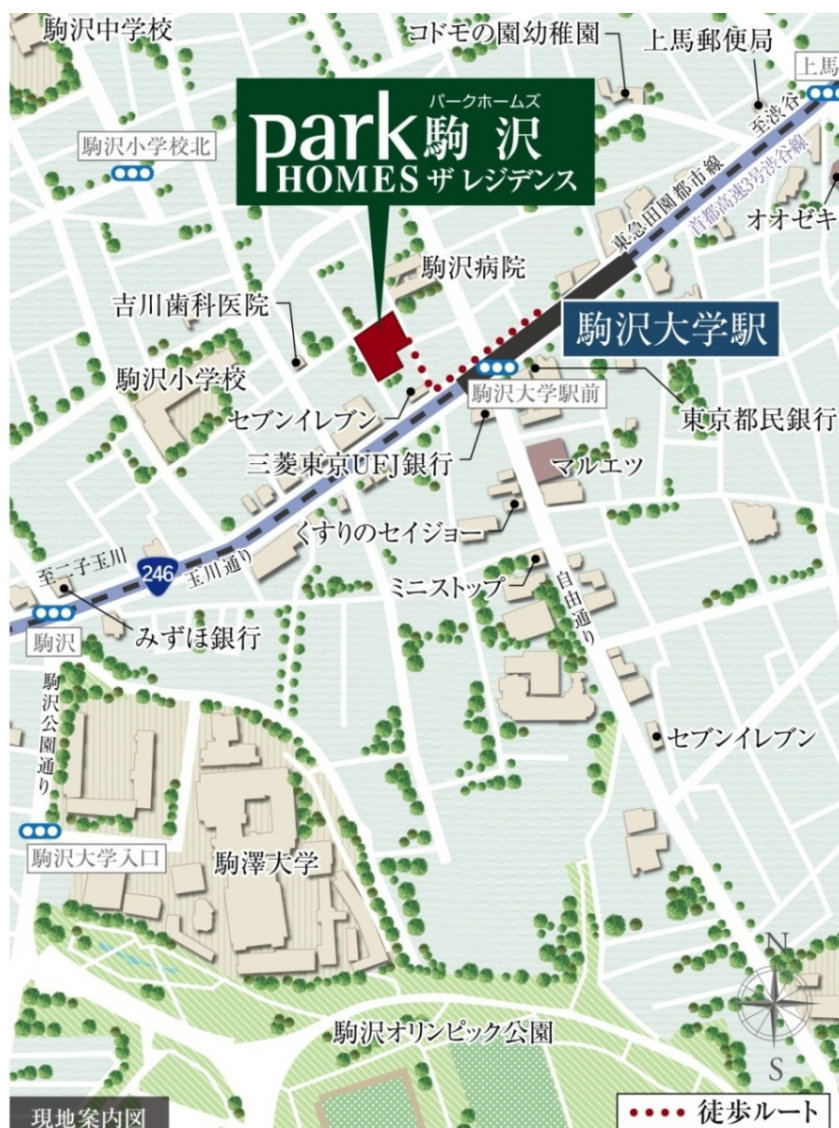 駒沢中学校
コドモの園幼稚園
上馬郵便局
上馬
駒沢小学校北
park
HOMES
パークホームズ
駒沢
ザ レジデンス
至渋谷
東急田園都市線
首都高速3号渋谷線
オオゼキ
駒沢病院
吉川歯科医院
駒沢大学駅
駒沢小学校
駒沢大学駅前
セブンイレブン
東京都民銀行
三菱東京UFJ銀行
マルエツ
くすりのセイジョー
至二子玉川
246
玉川通り
ミニストップ
自由通り
駒沢
みずほ銀行
駒沢公園通り
セブンイレブン
駒沢大学入口
駒澤大学
N
駒沢オリンピック公園
S
現地案内図
徒歩ルート